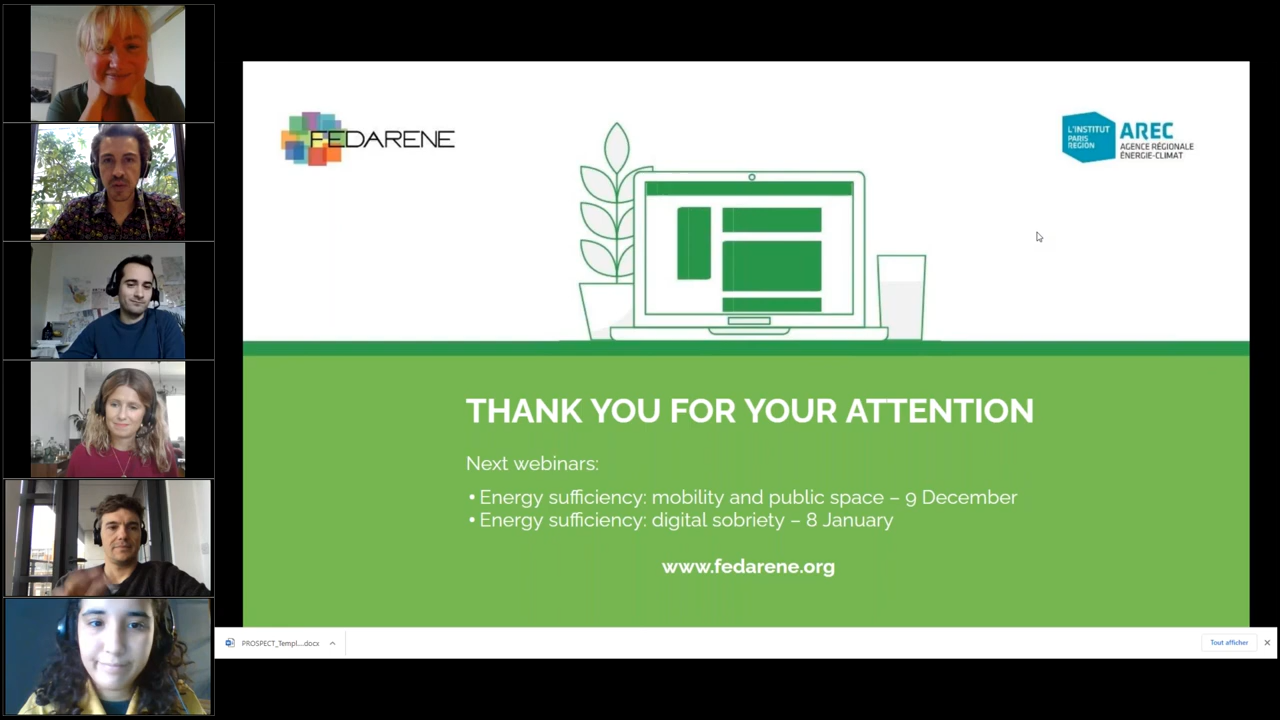 FEDARENE
L'INSTITUT
PARIS
REGION
AREC
AGENCE RÉGIONALE
ÉNERGIE-CLIMAT
THANK YOU FOR YOUR ATTENTION
Next webinars:
• Energy sufficiency: mobility and public space – 9 December
• Energy sufficiency: digital sobriety – 8 January
www.fedarene.org
PROSPECT_Templ....docx
Tout afficher